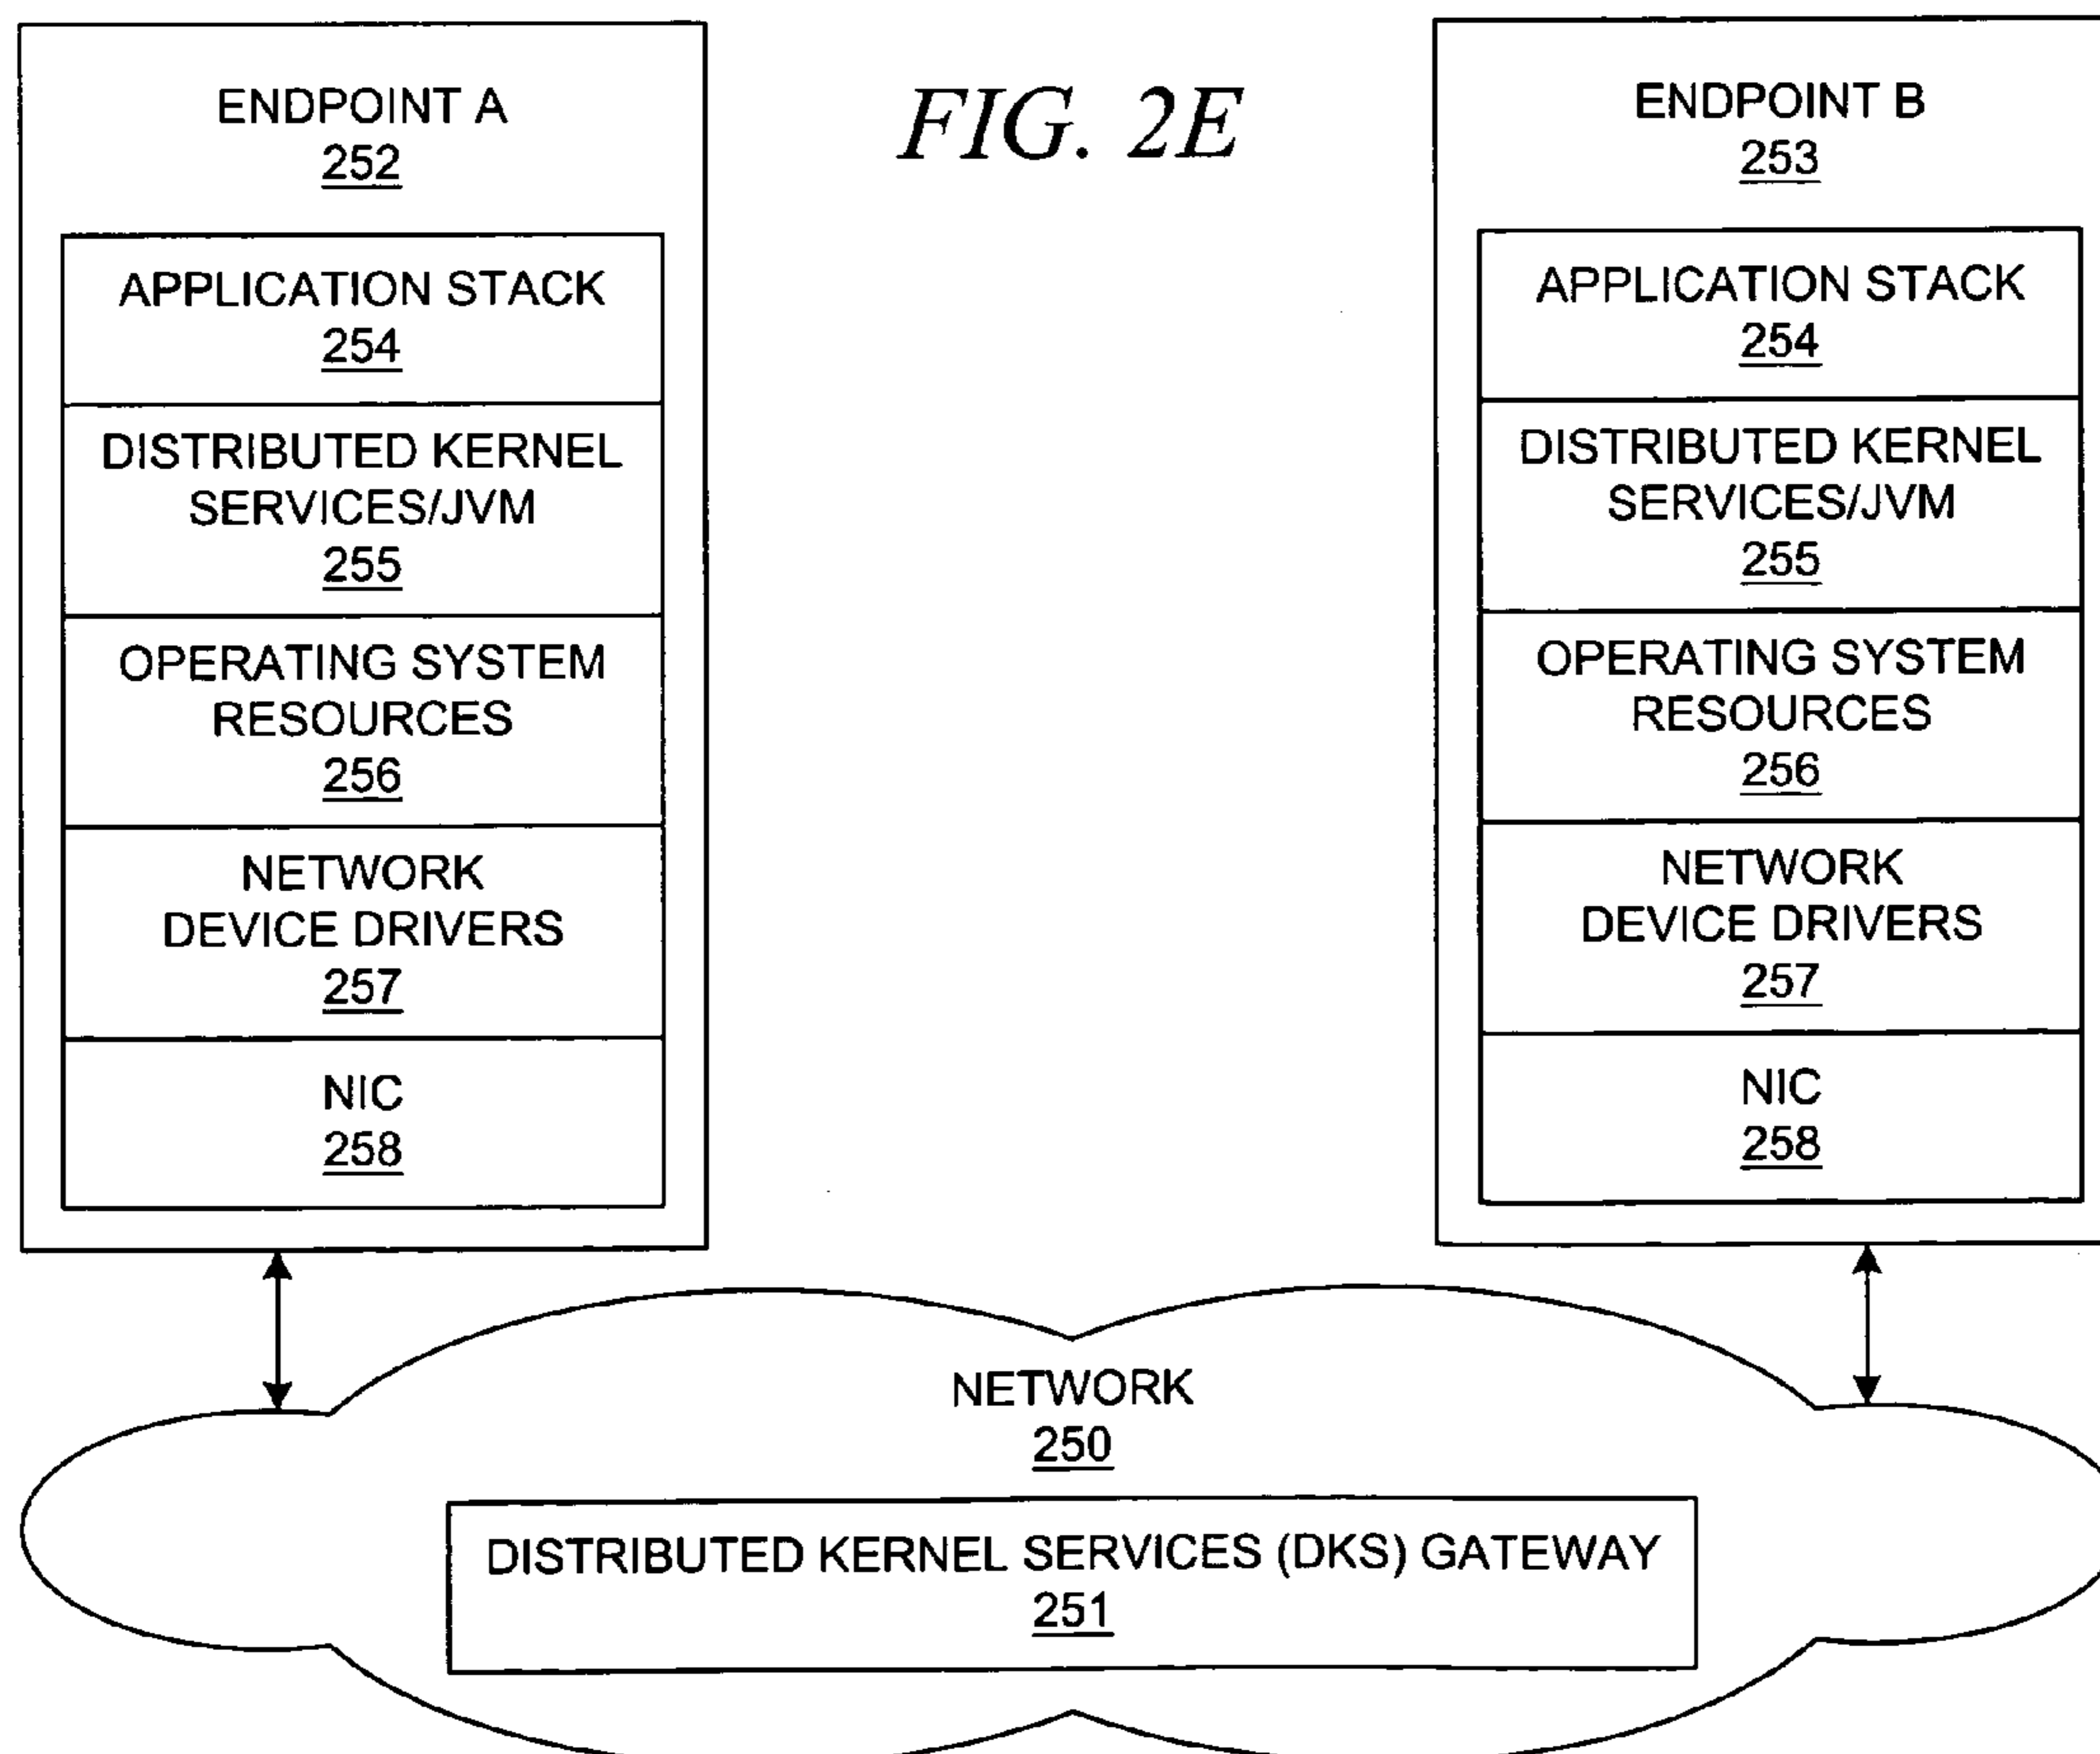 ENDPOINT A
252
APPLICATION STACK
254
DISTRIBUTED KERNEL
SERVICES/JVM
255
OPERATING SYSTEM
RESOURCES
256
NETWORK
DEVICE DRIVERS
257
NIC
258
FIG. 2E
ENDPOINT B
253
APPLICATION STACK
254
DISTRIBUTED KERNEL
SERVICES/JVM
255
OPERATING SYSTEM
RESOURCES
256
NETWORK
DEVICE DRIVERS
257
NIC
258
NETWORK
250
DISTRIBUTED KERNEL SERVICES (DKS) GATEWAY
251